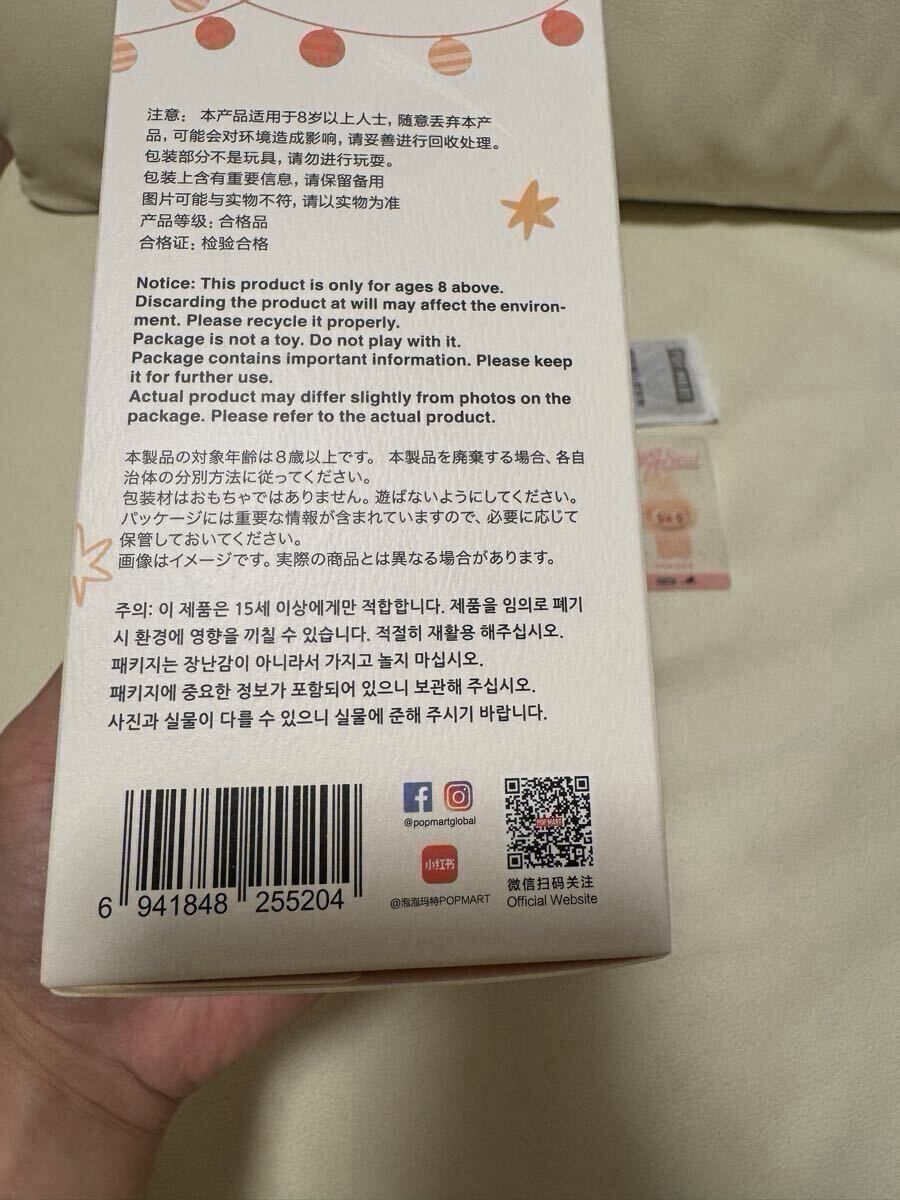 注意： 本产品适用于8岁以上人士，随意丢弃本产
品，可能会对环境造成影响，请妥善进行回收处理。
包装部分不是玩具，请勿进行玩耍。
包装上含有重要信息，请保留备用
图片可能与实物不符，请以实物为准
产品等级：合格品
合格证：检验合格
Notice: This product is only for ages 8 above.
Discarding the product at will may affect the environ-
ment. Please recycle it properly.
Package is not a toy. Do not play with it.
Package contains important information. Please keep
it for further use.
Actual product may differ slightly from photos on the
package. Please refer to the actual product.
本製品の対象年齢は8歳以上です。 本製品を廃棄する場合、各自
治体の分別方法に従ってください。
包装材はおもちゃではありません。遊ばないようにしてください。
パッケージには重要な情報が含まれていますので、必要に応じて
保管しておいてください。
画像はイメージです。実際の商品とは異なる場合があります。
주의: 이 제품은 15세 이상에게만 적합합니다. 제품을 임의로 폐기
시 환경에 영향을 끼칠 수 있습니다. 적절히 재활용 해주십시오.
패키지는 장난감이 아니라서 가지고 놀지 마십시오.
패키지에 중요한 정보가 포함되어 있으니 보관해 주십시오.
사진과 실물이 다를 수 있으니 실물에 준해 주시기 바랍니다.
@popmartglobal
小红书
@泡泡玛特POPMART
POP MART
微信扫码关注
Official Website
6 941848 255204